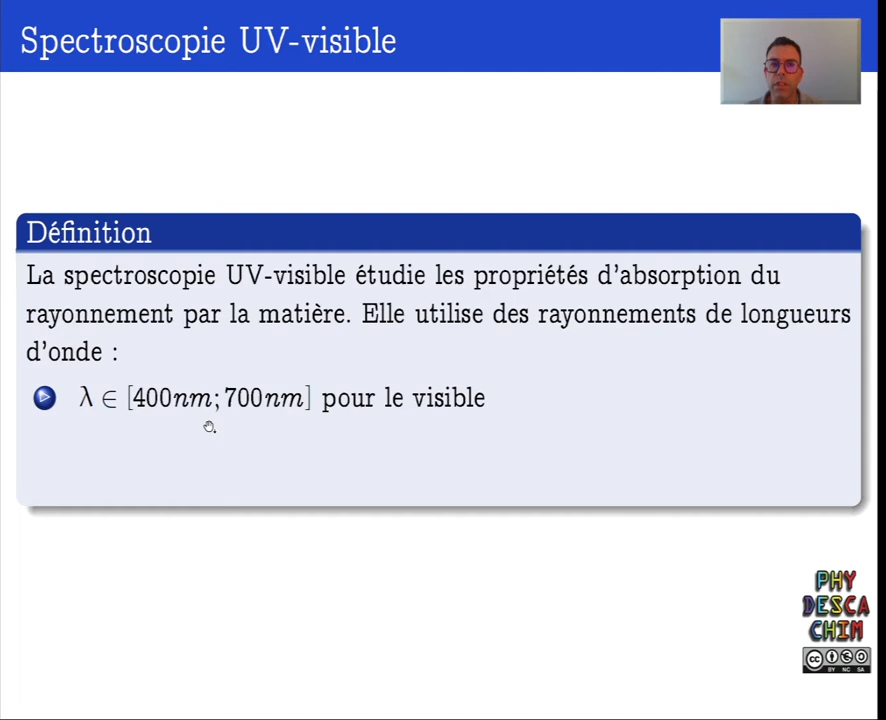 Spectroscopie UV-visible
Définition
La spectroscopie UV-visible étudie les propriétés d'absorption du
rayonnement par la matière. Elle utilise des rayonnements de longueurs
d'onde :
λ ∈ [400nm; 700nm] pour le visible
PHY
DESCA
CHIM
cc
BY NC SA